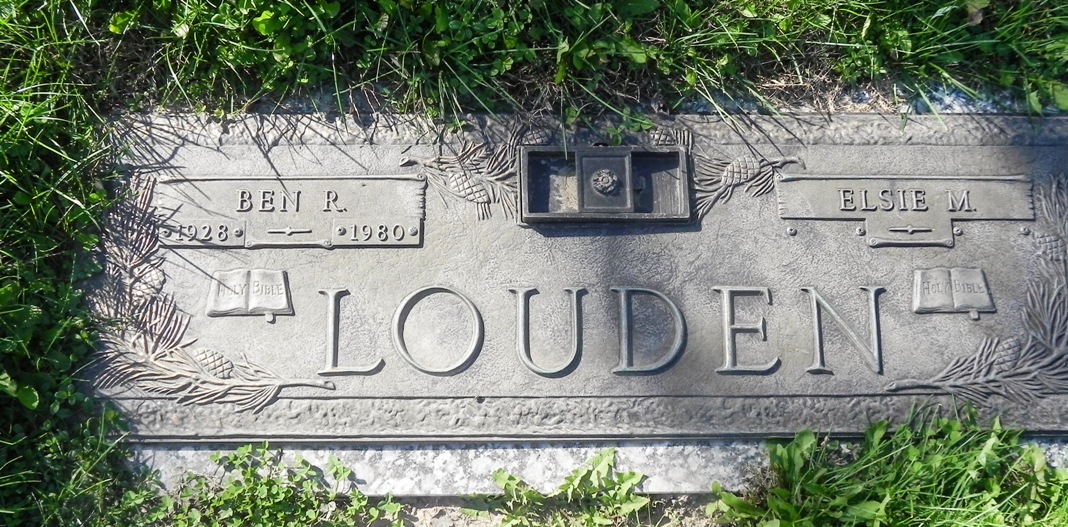 BEN R.
1928 1980
HOLY BIBLE
ELSIE M.
HOLY BIBLE
LOUDEN